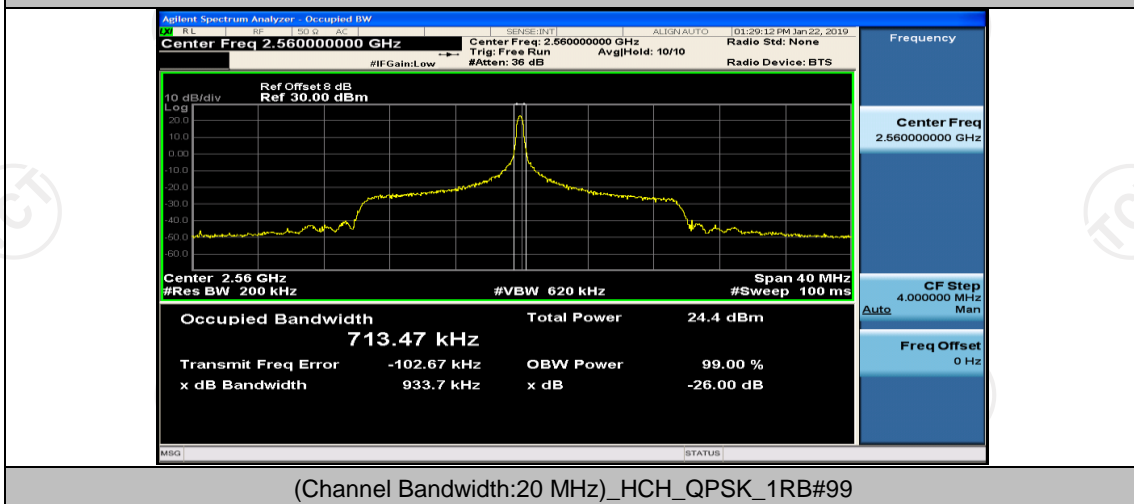 Agilent Spectrum Analyzer - Occupied BW
LXI RL RF 50 Ω AC SENSE:INT ALIGN AUTO 01:29:12 PM Jan 22, 2019
Center Freq 2.560000000 GHz Center Freq: 2.560000000 GHz Radio Std: None
Trig: Free Run Avg|Hold: 10/10
#IFGain:Low #Atten: 36 dB Radio Device: BTS
Frequency
Ref Offset 8 dB
10 dB/div Ref 30.00 dBm
Log
20.0
10.0
0.00
-10.0
-20.0
-30.0
-40.0
-50.0
-60.0
Center Freq
2.560000000 GHz
Center 2.56 GHz Span 40 MHz
#Res BW 200 kHz #VBW 620 kHz #Sweep 100 ms
CF Step
4.000000 MHz
Auto Man
Occupied Bandwidth Total Power 24.4 dBm
713.47 kHz
Transmit Freq Error -102.67 kHz OBW Power 99.00 %
x dB Bandwidth 933.7 kHz x dB -26.00 dB
Freq Offset
0 Hz
MSG STATUS
(Channel Bandwidth:20 MHz)_HCH_QPSK_1RB#99
TCT